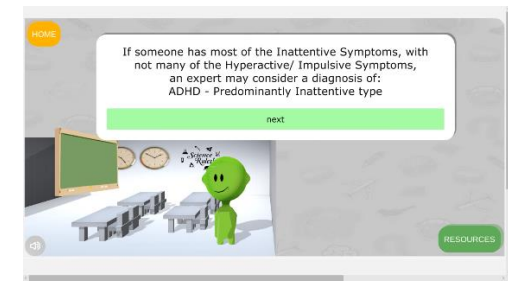 HOME
If someone has most of the Inattentive Symptoms, with
not many of the Hyperactive/ Impulsive Symptoms,
an expert may consider a diagnosis of:
ADHD - Predominantly Inattentive type
next
Science
Rules!
RESOURCES